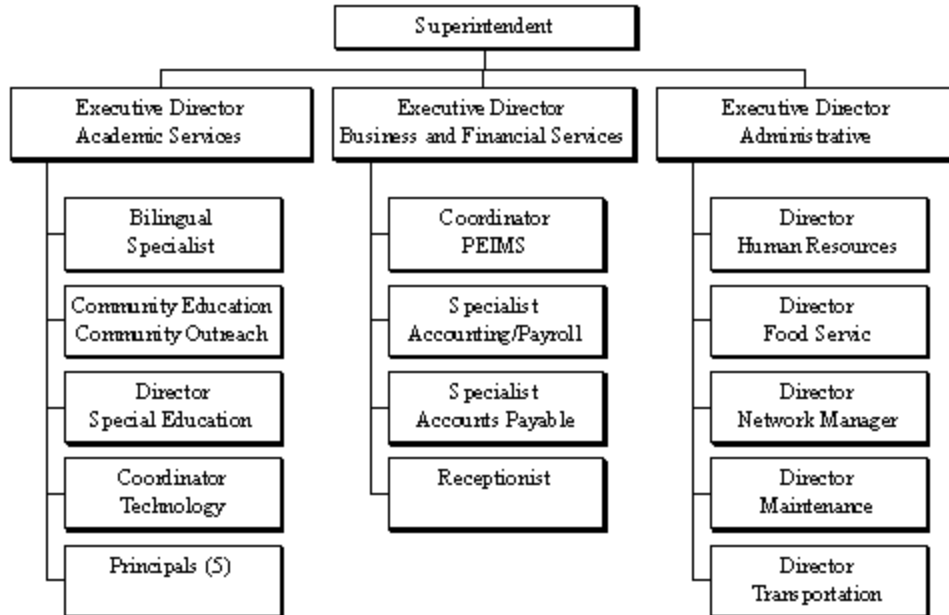 Superintendent
Executive Director
Academic Services
Executive Director
Business and Financial Services
Executive Director
Administrative
Bilingual
Specialist
Community Education
Community Outreach
Director
Special Education
Coordinator
Technology
Principals (5)
Coordinator
PEIMS
Specialist
Accounting/Payroll
Specialist
Accounts Payable
Receptionist
Director
Human Resources
Director
Food Servic
Director
Network Manager
Director
Maintenance
Director
Transportation